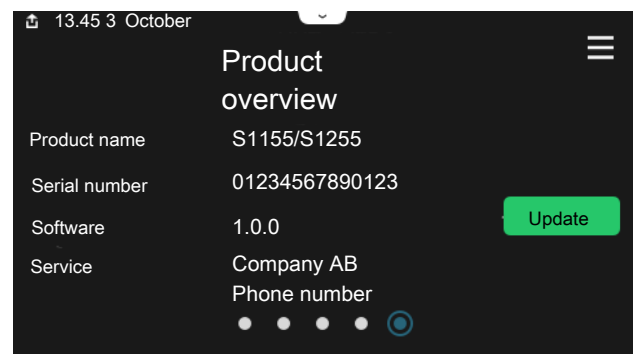 13.45 3 October
Product
overview
Product name S1155/S1255
Serial number 01234567890123
Software 1.0.0
Update
Service Company AB
Phone number